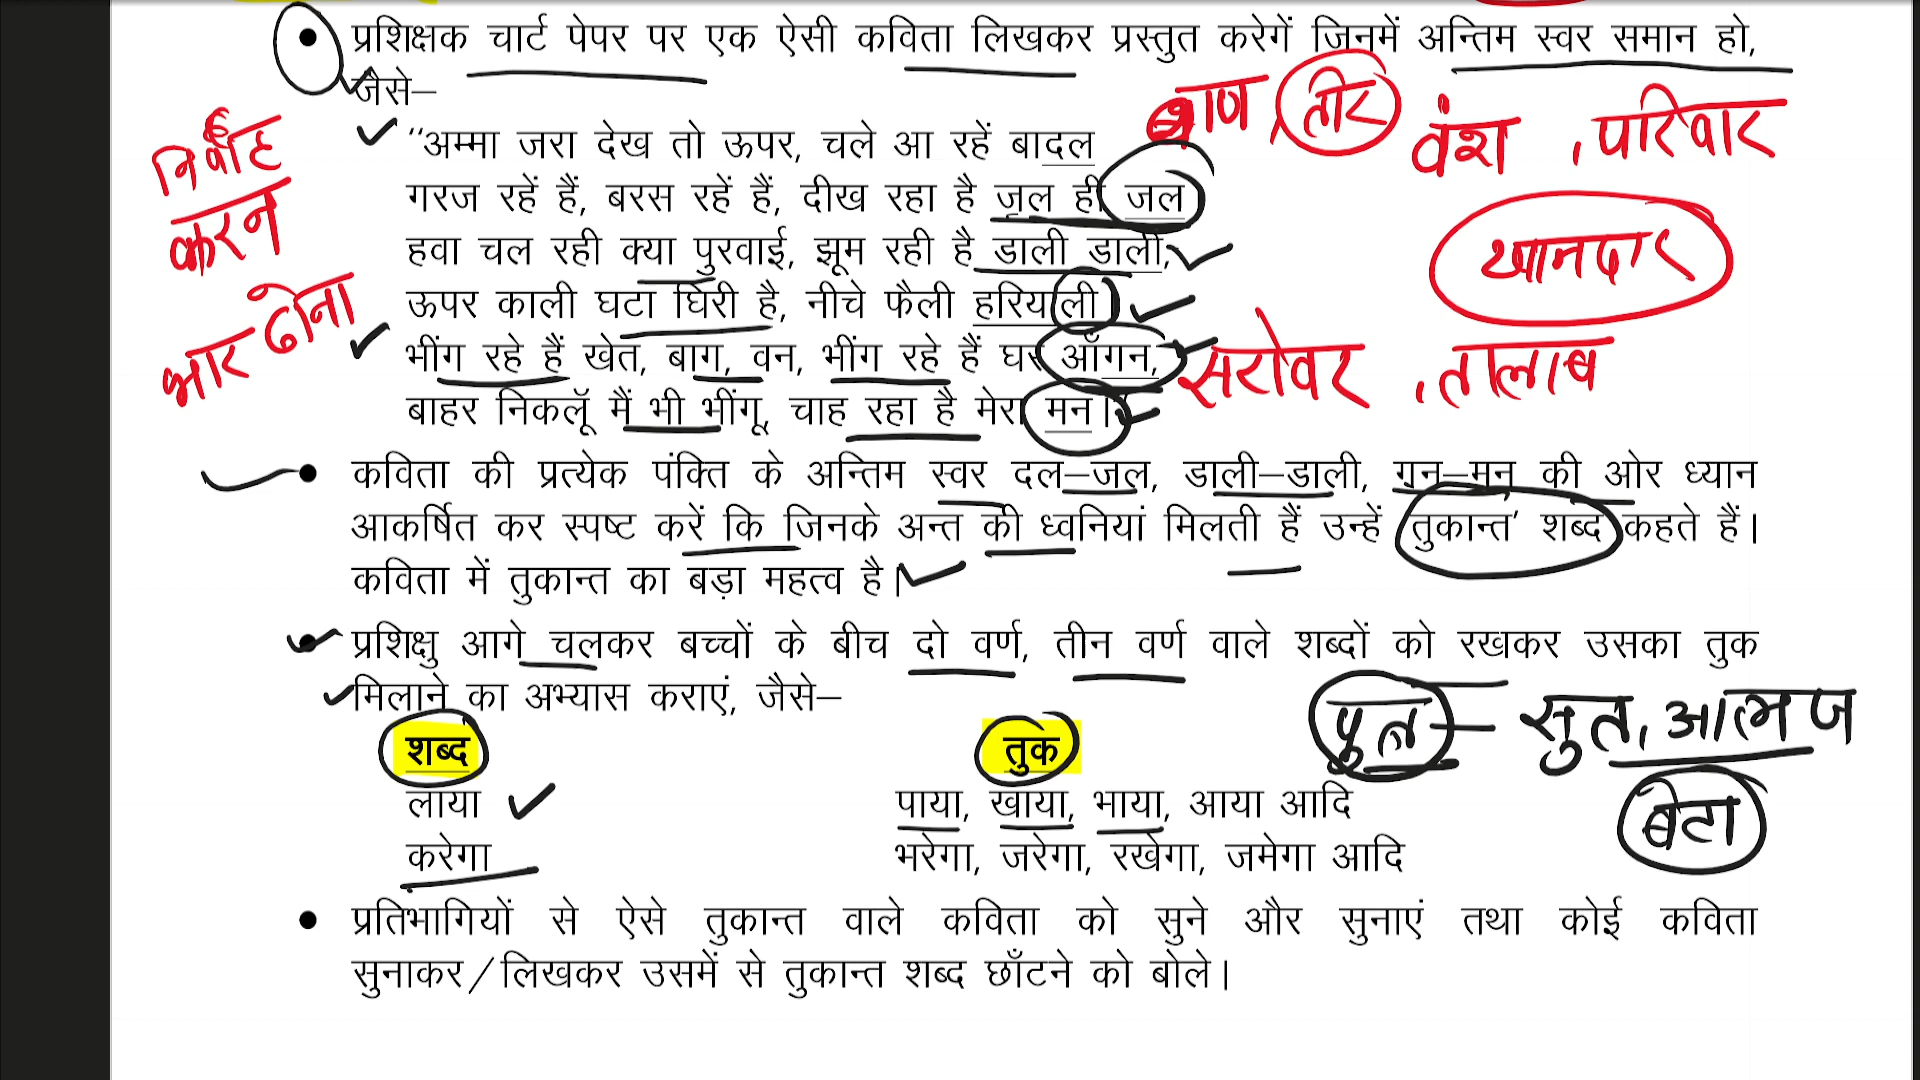 • प्रशिक्षक चार्ट पेपर पर एक ऐसी कविता लिखकर प्रस्तुत करेगें जिनमें अन्तिम स्वर समान हो,
जैसे–
बाण, तीर
वंश , परिवार
खानदार
निर्वाह
करन
भार ढोना
“अम्मा जरा देख तो ऊपर, चले आ रहें बादल
गरज रहें हैं, बरस रहें हैं, दीख रहा है जल ही जल
हवा चल रही क्या पुरवाई, झूम रही है डाली डाली,
ऊपर काली घटा घिरी है, नीचे फैली हरियाली
भींग रहे हैं खेत, बाग, वन, भींग रहे हैं घर आँगन,
सरोवर , तालाब
बाहर निकलूॅ मैं भी भींगू, चाह रहा है मेरा मन।”
• कविता की प्रत्येक पंक्ति के अन्तिम स्वर दल–जल, डाली–डाली, गन–मन की ओर ध्यान
आकर्षित कर स्पष्ट करें कि जिनके अन्त की ध्वनियां मिलती हैं उन्हें तुकान्त’ शब्द कहते हैं।
कविता में तुकान्त का बड़ा महत्व है।
• प्रशिक्षु आगे चलकर बच्चों के बीच दो वर्ण, तीन वर्ण वाले शब्दों को रखकर उसका तुक
मिलाने का अभ्यास कराएं, जैसे–
पुत्र – सुत, आत्मज
बेटा
शब्द तुक
लाया पाया, खाया, भाया, आया आदि
करेगा भरेगा, जरेगा, रखेगा, जमेगा आदि
• प्रतिभागियों से ऐसे तुकान्त वाले कविता को सुने और सुनाएं तथा कोई कविता
सुनाकर/लिखकर उसमें से तुकान्त शब्द छाँटने को बोले।